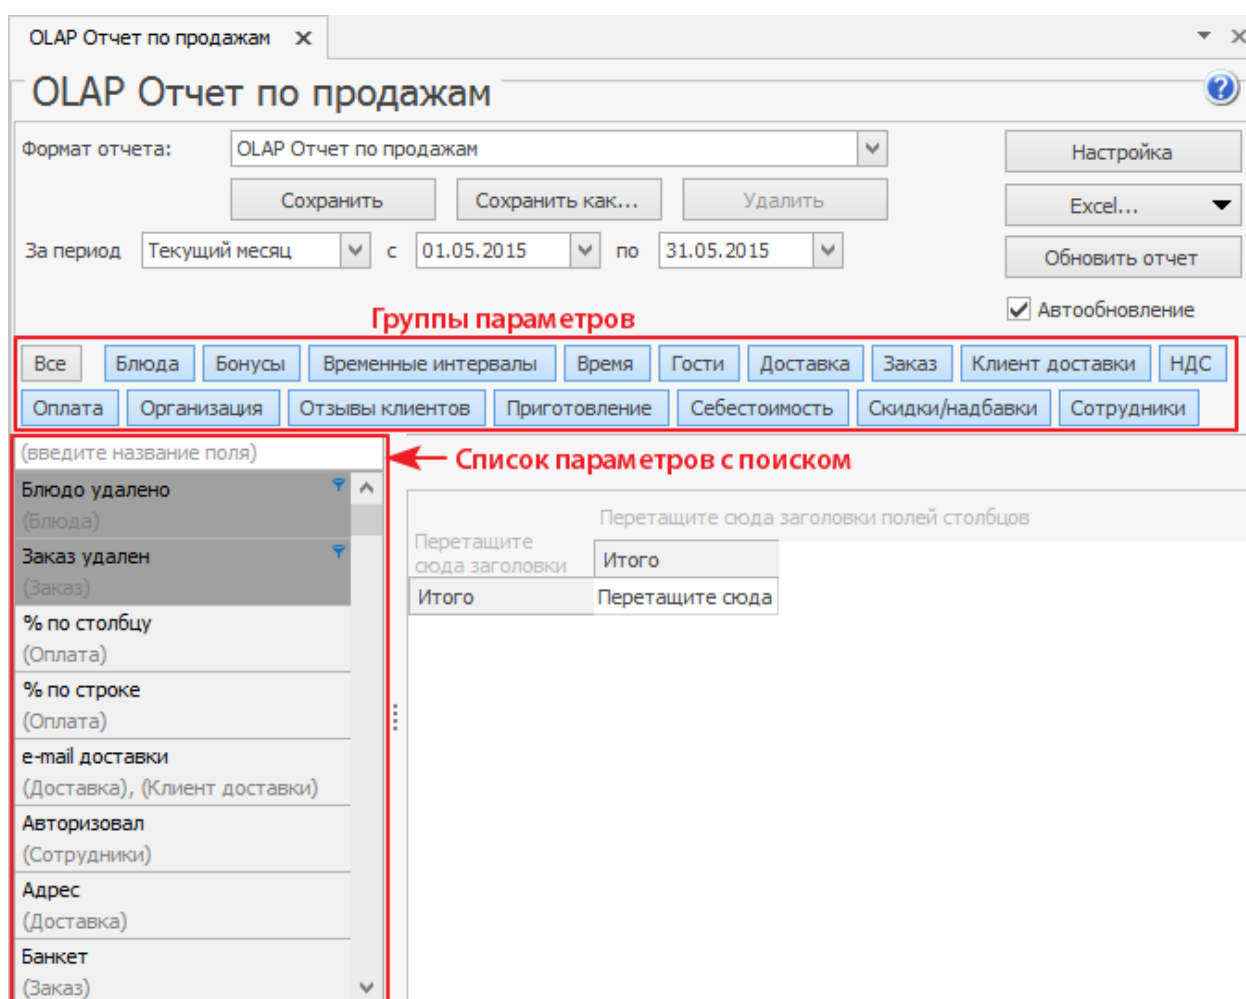 OLAP Отчет по продажам
OLAP Отчет по продажам
Формат отчета: OLAP Отчет по продажам Настройка
Сохранить Сохранить как... Удалить Excel...
За период Текущий месяц с 01.05.2015 по 31.05.2015 Обновить отчет
Автообновление
Группы параметров
Все Блюда Бонусы Временные интервалы Время Гости Доставка Заказ Клиент доставки НДС
Оплата Организация Отзывы клиентов Приготовление Себестоимость Скидки/надбавки Сотрудники
(введите название поля)
Список параметров с поиском
Блюдо удалено
(Блюда)
Заказ удален
(Заказ)
% по столбцу
(Оплата)
% по строке
(Оплата)
e-mail доставки
(Доставка), (Клиент доставки)
Авторизовал
(Сотрудники)
Адрес
(Доставка)
Банкет
(Заказ)
Перетащите сюда заголовки полей столбцов
Перетащите
сюда заголовки
Итого
Итого Перетащите сюда